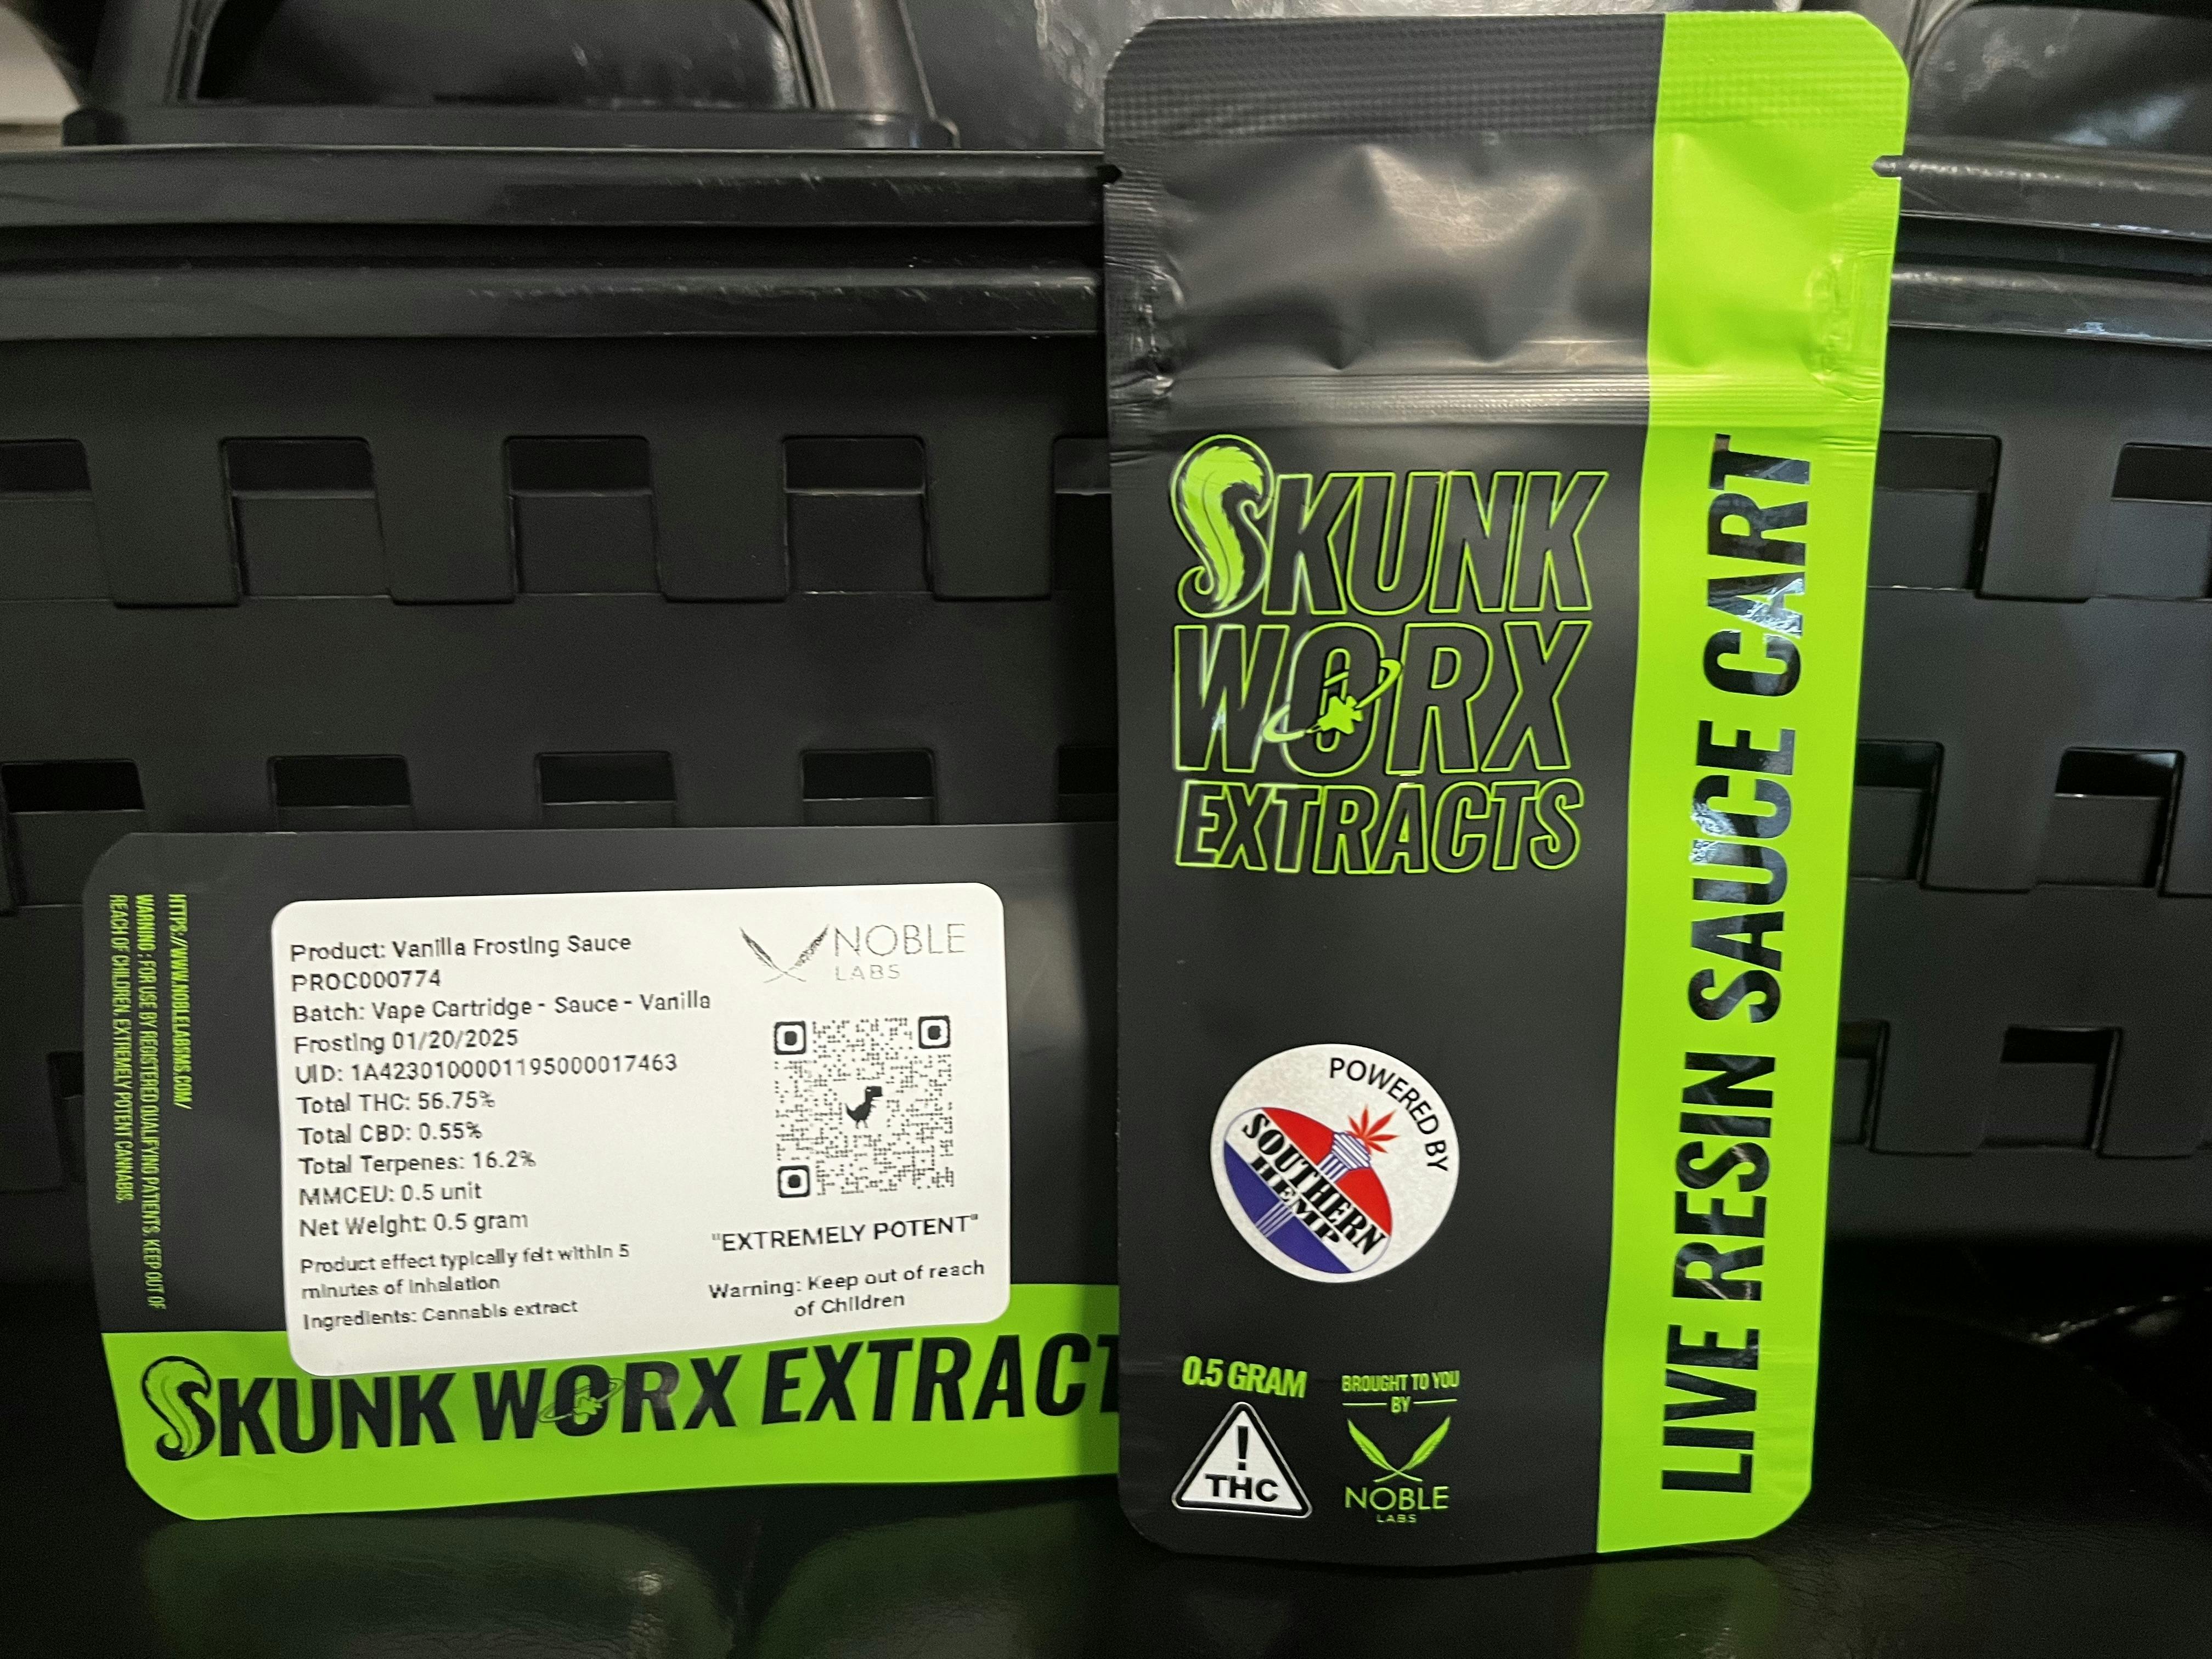 HTTPS://WWW.NOBLELABSMS.COM/
WARNING: FOR USE BY REGISTERED QUALIFYING PATIENTS. KEEP OUT OF
REACH OF CHILDREN. EXTREMELY POTENT CANNABIS.
Product: Vanilla Frosting Sauce
PROC000774
Batch: Vape Cartridge - Sauce - Vanilla
Frosting 01/20/2025
UID: 1A4230100001195000017463
Total THC: 56.75%
Total CBD: 0.55%
Total Terpenes: 16.2%
MMCEU: 0.5 unit
Net Weight: 0.5 gram
Product effect typically felt within 5
minutes of inhalation
Ingredients: Cannabis extract
NOBLE
LABS
"EXTREMELY POTENT"
Warning: Keep out of reach
of Children
SKUNK WORX EXTRACT
SKUNK
WORX
EXTRACTS
POWERED BY
SOUTHERN
HEMP
0.5 GRAM
THC
BROUGHT TO YOU
BY
NOBLE
LABS
LIVE RESIN SAUCE CART